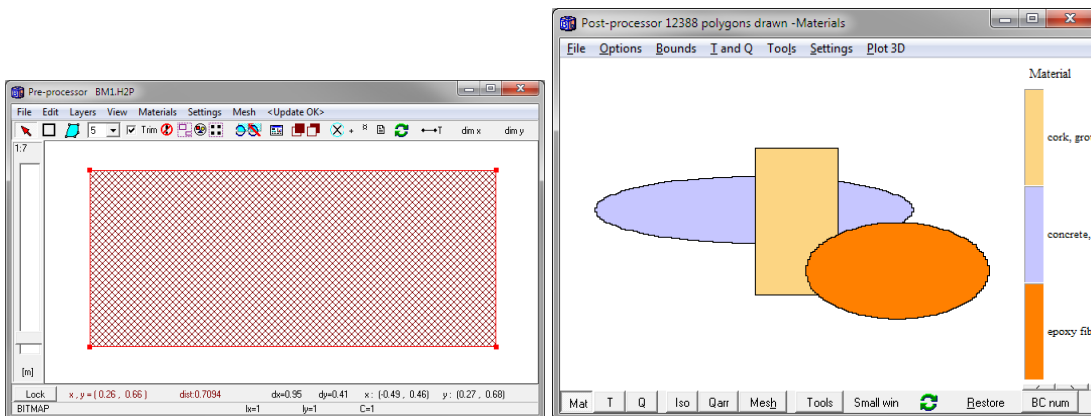 Pre-processor BM1.H2P
File Edit Layers View Materials Settings Mesh <Update OK>
5 Trim T dim x dim y
1:7
[m]
Lock x , y = ( 0.26 , 0.66 ) dist:0.7094 dx=0.95 dy=0.41 x : (-0.49 , 0.46) y : (0.27 , 0.68)
BITMAP lx=1 ly=1 C=1
Post-processor 12388 polygons drawn -Materials
File Options Bounds T and Q Tools Settings Plot 3D
Material
cork, gro
concrete,
epoxy fib
Mat T Q Iso Qarr Mesh Tools Small win Restore BC num